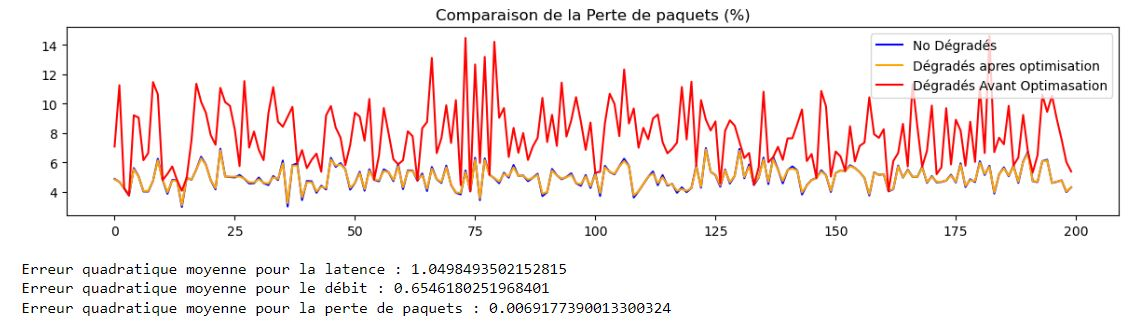 Comparaison de la Perte de paquets (%)
No Dégradés
Dégradés apres optimisation
Dégradés Avant Optimasation
14
12
10
8
6
4
0 25 50 75 100 125 150 175 200
Erreur quadratique moyenne pour la latence : 1.0498493502152815
Erreur quadratique moyenne pour le débit : 0.6546180251968401
Erreur quadratique moyenne pour la perte de paquets : 0.0069177390013300324